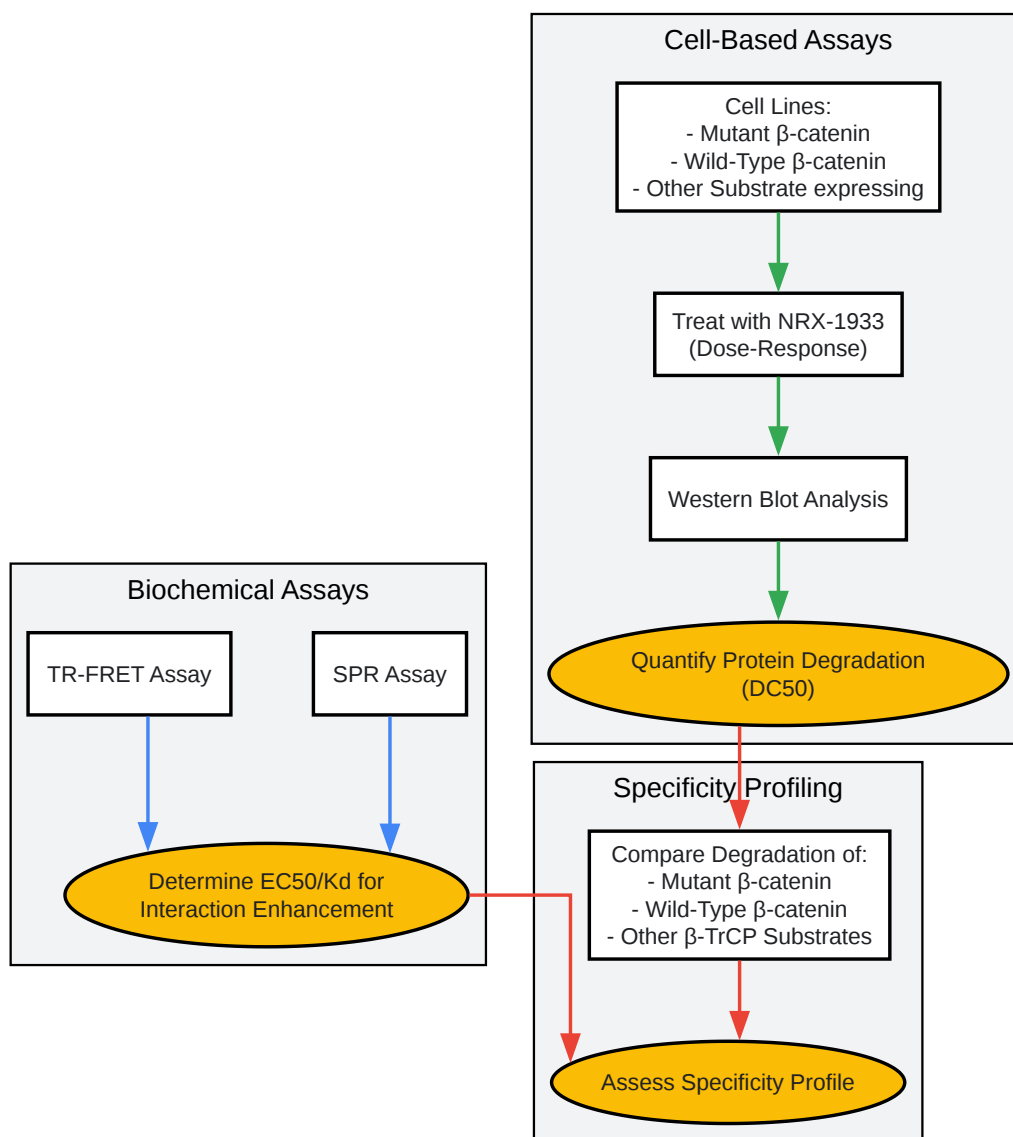 Cell-Based Assays
Cell Lines:
- Mutant β-catenin
- Wild-Type β-catenin
- Other Substrate expressing
Treat with NRX-1933
(Dose-Response)
Western Blot Analysis
Quantify Protein Degradation
(DC50)
Biochemical Assays
TR-FRET Assay
SPR Assay
Determine EC50/Kd for
Interaction Enhancement
Specificity Profiling
Compare Degradation of:
- Mutant β-catenin
- Wild-Type β-catenin
- Other β-TrCP Substrates
Assess Specificity Profile